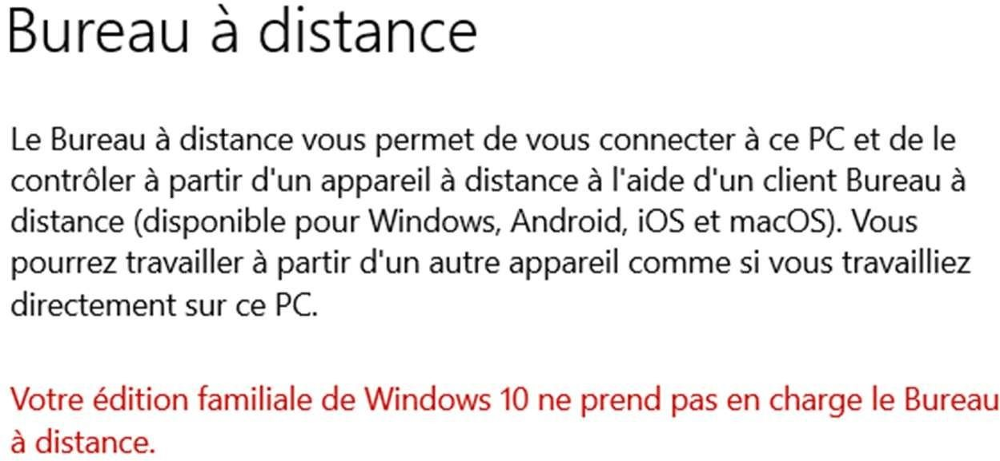 Bureau à distance
Le Bureau à distance vous permet de vous connecter à ce PC et de le
contrôler à partir d'un appareil à distance à l'aide d'un client Bureau à
distance (disponible pour Windows, Android, iOS et macOS). Vous
pourrez travailler à partir d'un autre appareil comme si vous travailliez
directement sur ce PC.
Votre édition familiale de Windows 10 ne prend pas en charge le Bureau
à distance.